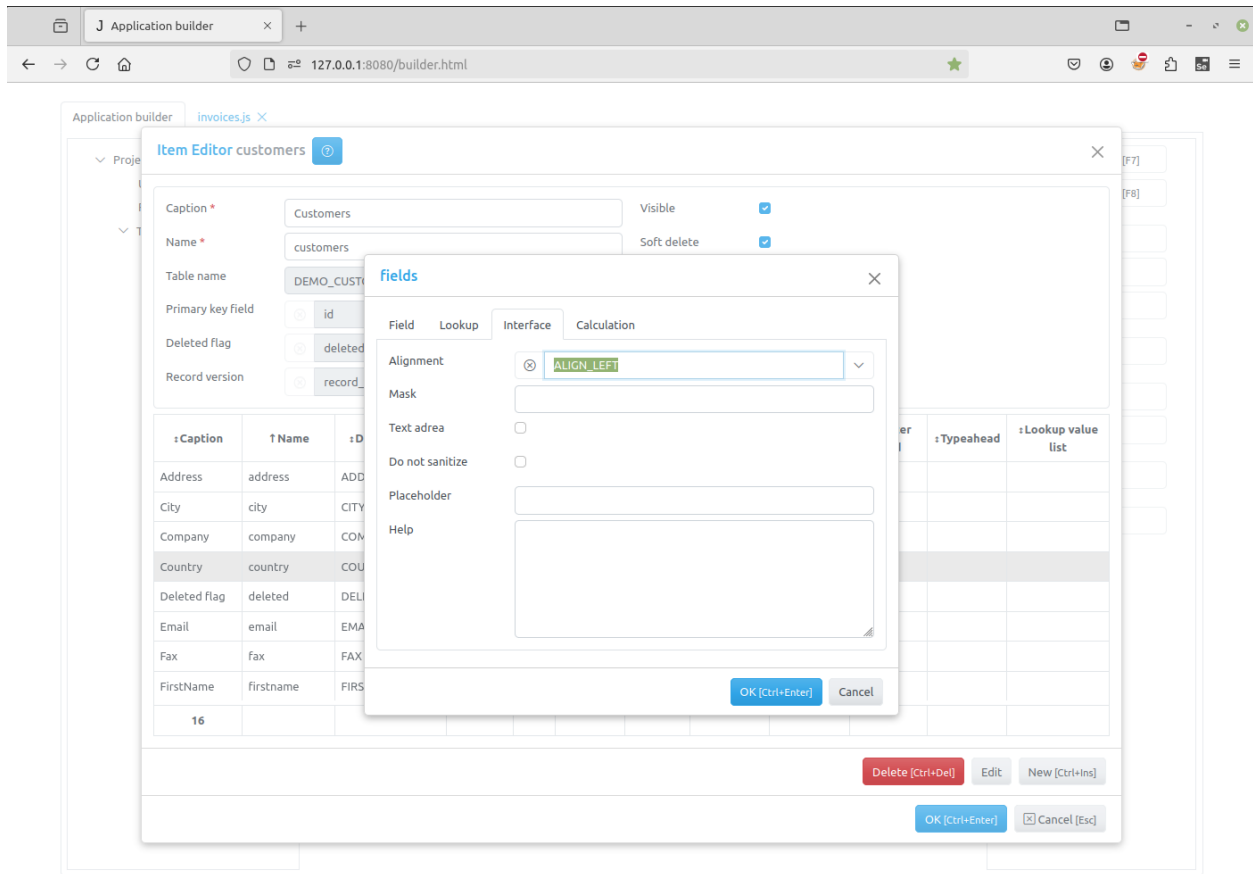 J Application builder
127.0.0.1:8080/builder.html
Se
Application builder invoices.js
Item Editor customers
[F7]
[F8]
Caption * Customers Visible
Name * customers Soft delete
Table name
Primary key field id
Deleted flag deleted
Record version
fields
Field Lookup Interface Calculation
Alignment ALIGN_LEFT
Mask
Text adrea
Do not sanitize
Placeholder
Help
OK [Ctrl+Enter] Cancel
Caption Name Typeahead Lookup value
list
Address address
City city CITY
Company company
Country country
Deleted flag deleted
Email email
Fax fax FAX
FirstName firstname
16
Delete [Ctrl+Del] Edit New [Ctrl+Ins]
OK [Ctrl+Enter] Cancel [Esc]